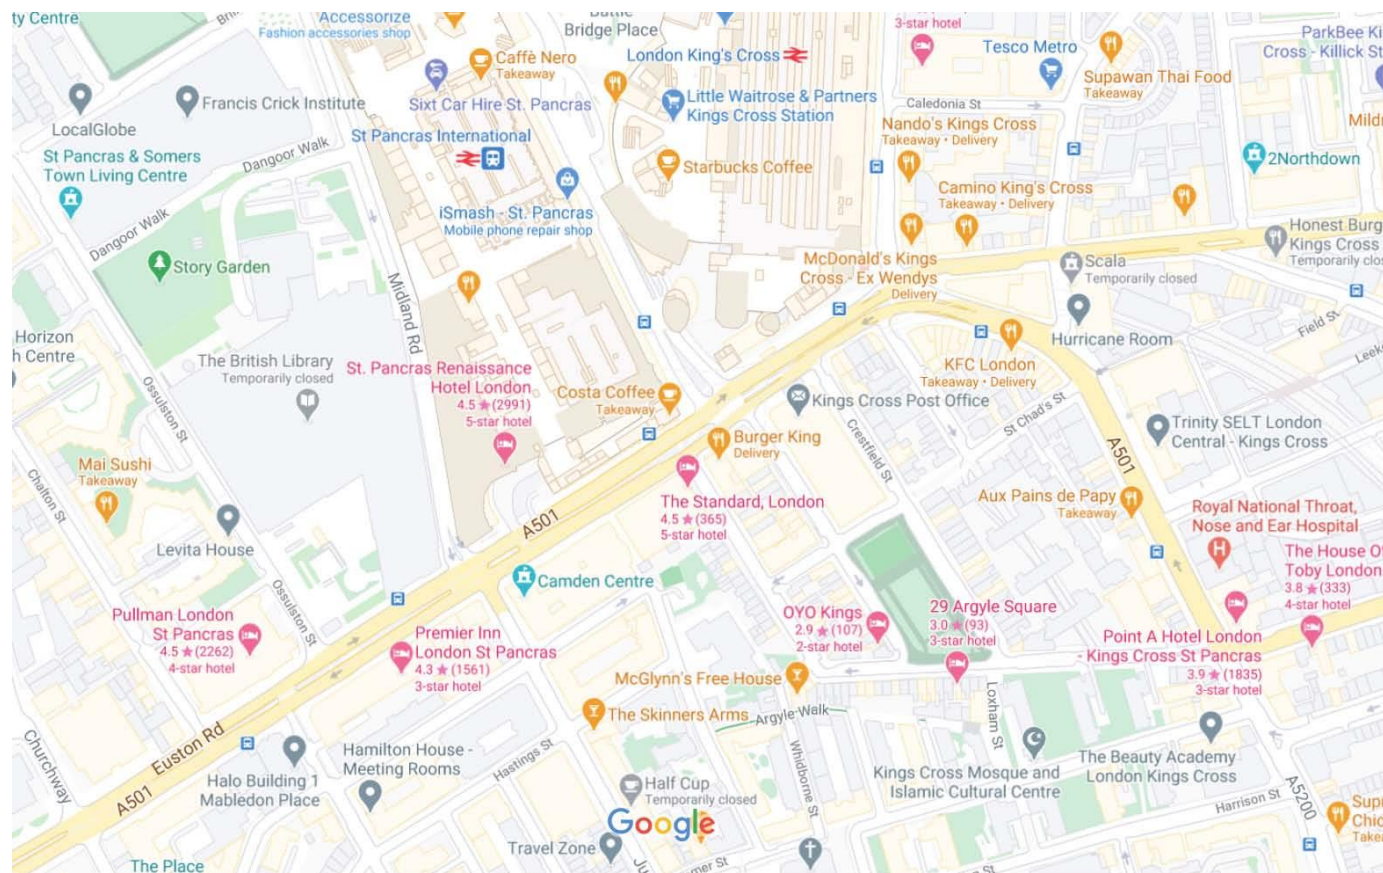 ty Centre
Accessorize
Fashion accessories shop
Bridge Place
3-star hotel
Tesco Metro
ParkBee Ki
Cross - Killick St
Caffè Nero
Takeaway
London King's Cross
Supawan Thai Food
Takeaway
LocalGlobe
Francis Crick Institute
Sixt Car Hire St. Pancras
Little Waitrose & Partners
Kings Cross Station
Caledonia St
Nando's Kings Cross
Takeaway • Delivery
Mild
St Pancras International
St Pancras & Somers
Town Living Centre
Dangoor Walk
Starbucks Coffee
2Northdown
Camino King's Cross
Takeaway • Delivery
iSmash - St. Pancras
Mobile phone repair shop
Dangoor Walk
Story Garden
Midland Rd
McDonald's Kings
Cross - Ex Wendys
Delivery
Scala
Temporarily closed
Honest Burg
Kings Cross
Temporarily clos
Field St
Leek
Horizon
h Centre
The British Library
Temporarily closed
St. Pancras Renaissance
Hotel London
4.5 ★ (2991)
5-star hotel
Hurricane Room
KFC London
Takeaway • Delivery
Costa Coffee
Takeaway
Kings Cross Post Office
St Chad's St
Ossulston St
Trinity SELT London
Central - Kings Cross
Burger King
Delivery
Crestfield St
A501
Mai Sushi
Takeaway
Chalton St
The Standard, London
4.5 ★ (365)
5-star hotel
Aux Pains de Papy
Takeaway
Royal National Throat,
Nose and Ear Hospital
A501
Levita House
The House Of
Toby London
3.8 ★ (333)
4-star hotel
Camden Centre
Ossulston St
Pullman London
St Pancras
4.5 ★ (2262)
4-star hotel
Premier Inn
London St Pancras
4.3 ★ (1561)
3-star hotel
OYO Kings
2.9 ★ (107)
2-star hotel
29 Argyle Square
3.0 ★ (93)
3-star hotel
Point A Hotel London
- Kings Cross St Pancras
3.9 ★ (1835)
3-star hotel
McGlynn's Free House
The Skinners Arms
Argyle Walk
Loxham St
Churchway
Euston Rd
A501
Hamilton House -
Meeting Rooms
Hastings St
Whidborne St
Halo Building 1
Mabledon Place
Kings Cross Mosque and
Islamic Cultural Centre
The Beauty Academy
London Kings Cross
Half Cup
Temporarily closed
Harrison St
A5200
Google
Travel Zone
The Place